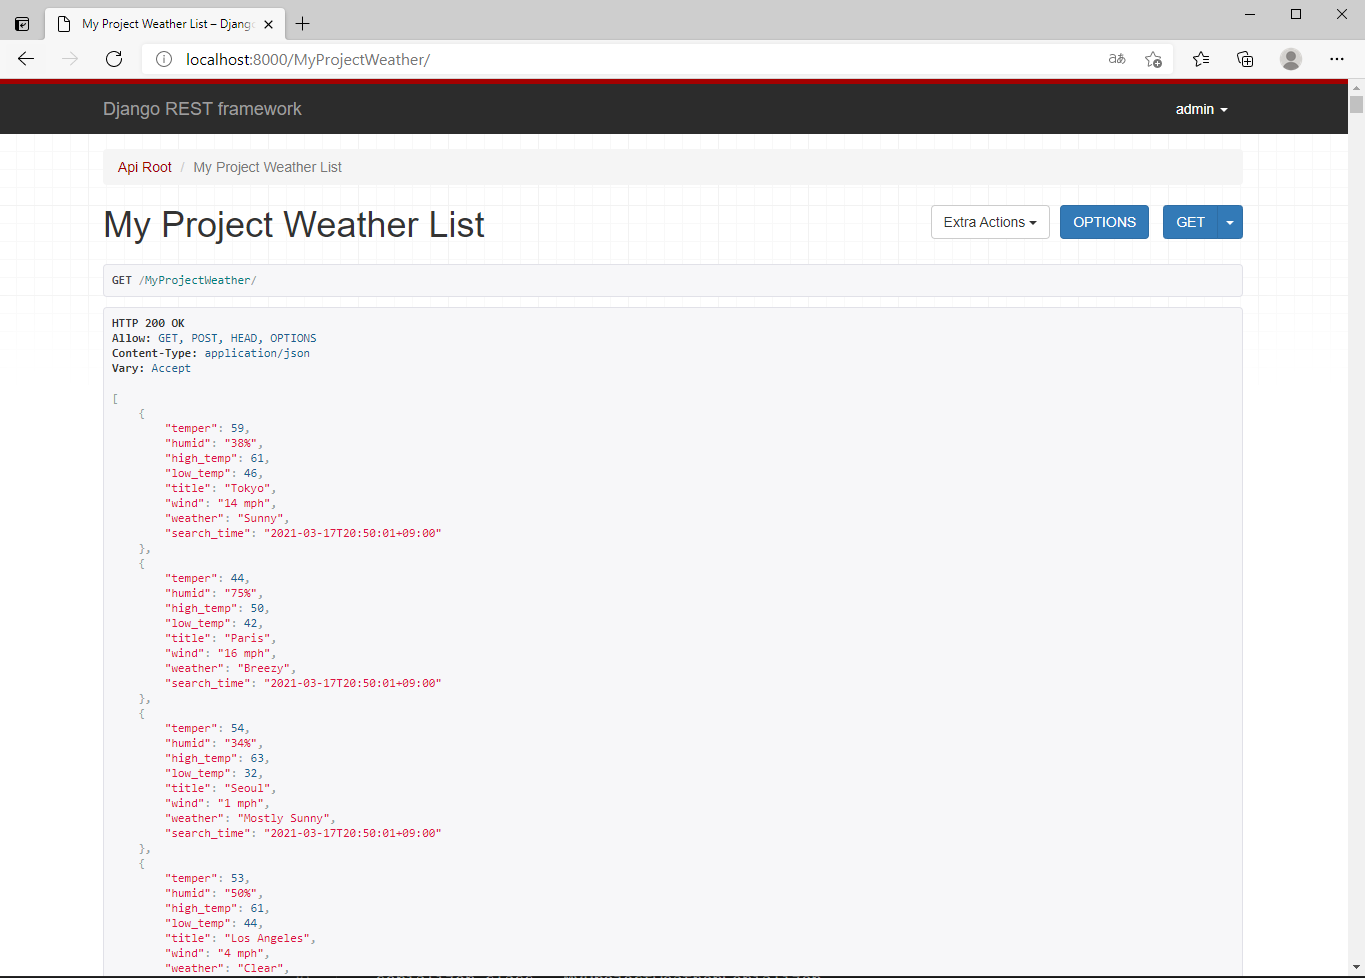 My Project Weather List – Djang
localhost:8000/MyProjectWeather/
Django REST framework
admin
Api Root / My Project Weather List
My Project Weather List
Extra Actions
OPTIONS
GET
GET /MyProjectWeather/
HTTP 200 OK
Allow: GET, POST, HEAD, OPTIONS
Content-Type: application/json
Vary: Accept
[
{
"temper": 59,
"humid": "38%",
"high_temp": 61,
"low_temp": 46,
"title": "Tokyo",
"wind": "14 mph",
"weather": "Sunny",
"search_time": "2021-03-17T20:50:01+09:00"
},
{
"temper": 44,
"humid": "75%",
"high_temp": 50,
"low_temp": 42,
"title": "Paris",
"wind": "16 mph",
"weather": "Breezy",
"search_time": "2021-03-17T20:50:01+09:00"
},
{
"temper": 54,
"humid": "34%",
"high_temp": 63,
"low_temp": 32,
"title": "Seoul",
"wind": "1 mph",
"weather": "Mostly Sunny",
"search_time": "2021-03-17T20:50:01+09:00"
},
{
"temper": 53,
"humid": "50%",
"high_temp": 61,
"low_temp": 44,
"title": "Los Angeles",
"wind": "4 mph",
"weather": "Clear",